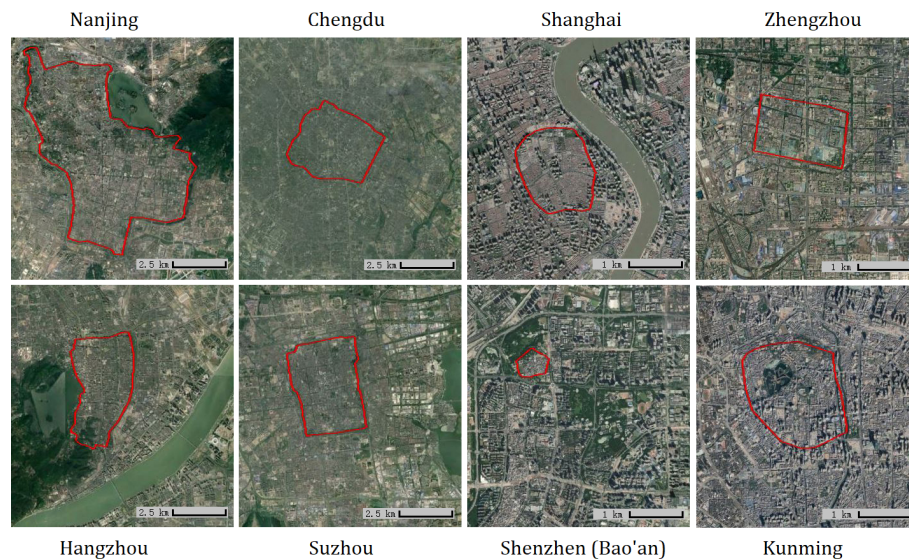 Nanjing Chengdu Shanghai Zhengzhou
2.5 km 2.5 km 1 km 1 km
2.5 km 2.5 km 1 km 1 km
Hangzhou Suzhou Shenzhen (Bao'an) Kunming